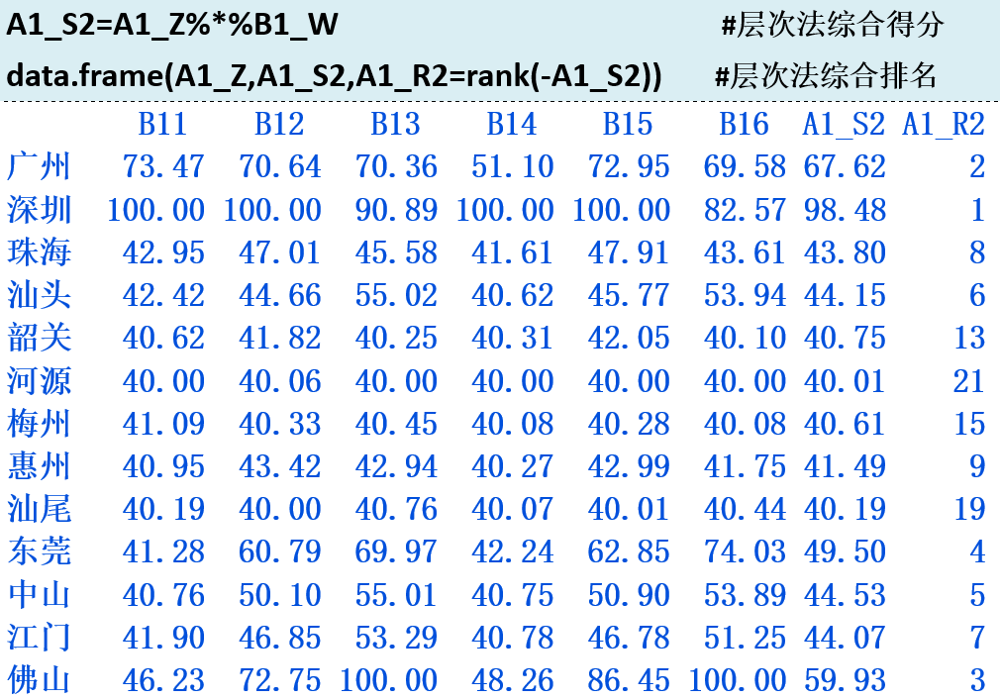 A1_S2=A1_Z%*%B1_W #层次法综合得分
data.frame(A1_Z,A1_S2,A1_R2=rank(-A1_S2)) #层次法综合排名
B11 B12 B13 B14 B15 B16 A1_S2 A1_R2
广州 73.47 70.64 70.36 51.10 72.95 69.58 67.62 2
深圳 100.00 100.00 90.89 100.00 100.00 82.57 98.48 1
珠海 42.95 47.01 45.58 41.61 47.91 43.61 43.80 8
汕头 42.42 44.66 55.02 40.62 45.77 53.94 44.15 6
韶关 40.62 41.82 40.25 40.31 42.05 40.10 40.75 13
河源 40.00 40.06 40.00 40.00 40.00 40.00 40.01 21
梅州 41.09 40.33 40.45 40.08 40.28 40.08 40.61 15
惠州 40.95 43.42 42.94 40.27 42.99 41.75 41.49 9
汕尾 40.19 40.00 40.76 40.07 40.01 40.44 40.19 19
东莞 41.28 60.79 69.97 42.24 62.85 74.03 49.50 4
中山 40.76 50.10 55.01 40.75 50.90 53.89 44.53 5
江门 41.90 46.85 53.29 40.78 46.78 51.25 44.07 7
佛山 46.23 72.75 100.00 48.26 86.45 100.00 59.93 3